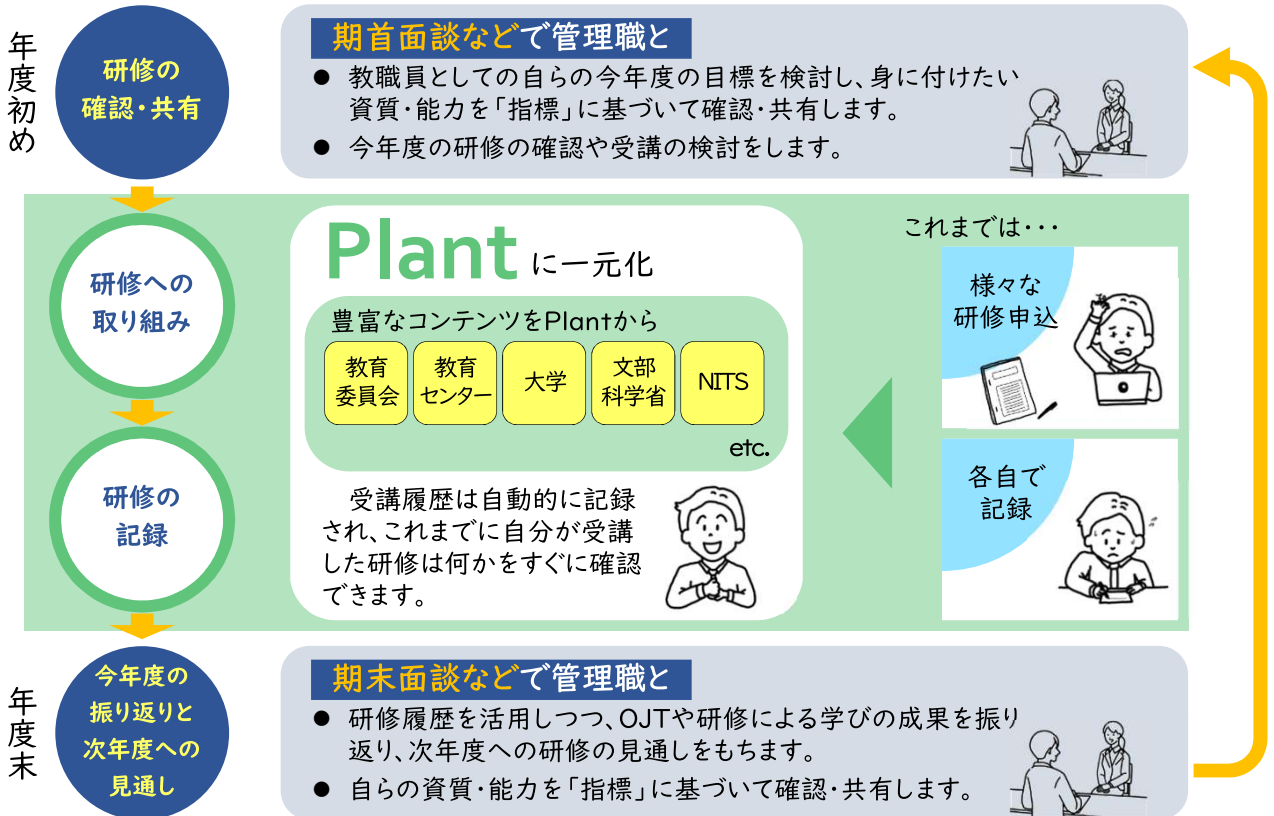 年度初め
研修の
確認・共有
期首面談などで管理職と
● 教職員としての自らの今年度の目標を検討し、身に付けたい
資質・能力を「指標」に基づいて確認・共有します。
● 今年度の研修の確認や受講の検討をします。
研修への
取り組み
研修の
記録
Plantに一元化
豊富なコンテンツをPlantから
教育
委員会
教育
センター
大学
文部
科学省
NITS
etc.
受講履歴は自動的に記録
され、これまでに自分が受講
した研修は何かをすぐに確認
できます。
これまでは・・・
様々な
研修申込
各自で
記録
年度末
今年度の
振り返りと
次年度への
見通し
期末面談などで管理職と
● 研修履歴を活用しつつ、OJTや研修による学びの成果を振り
返り、次年度への研修の見通しをもちます。
● 自らの資質・能力を「指標」に基づいて確認・共有します。